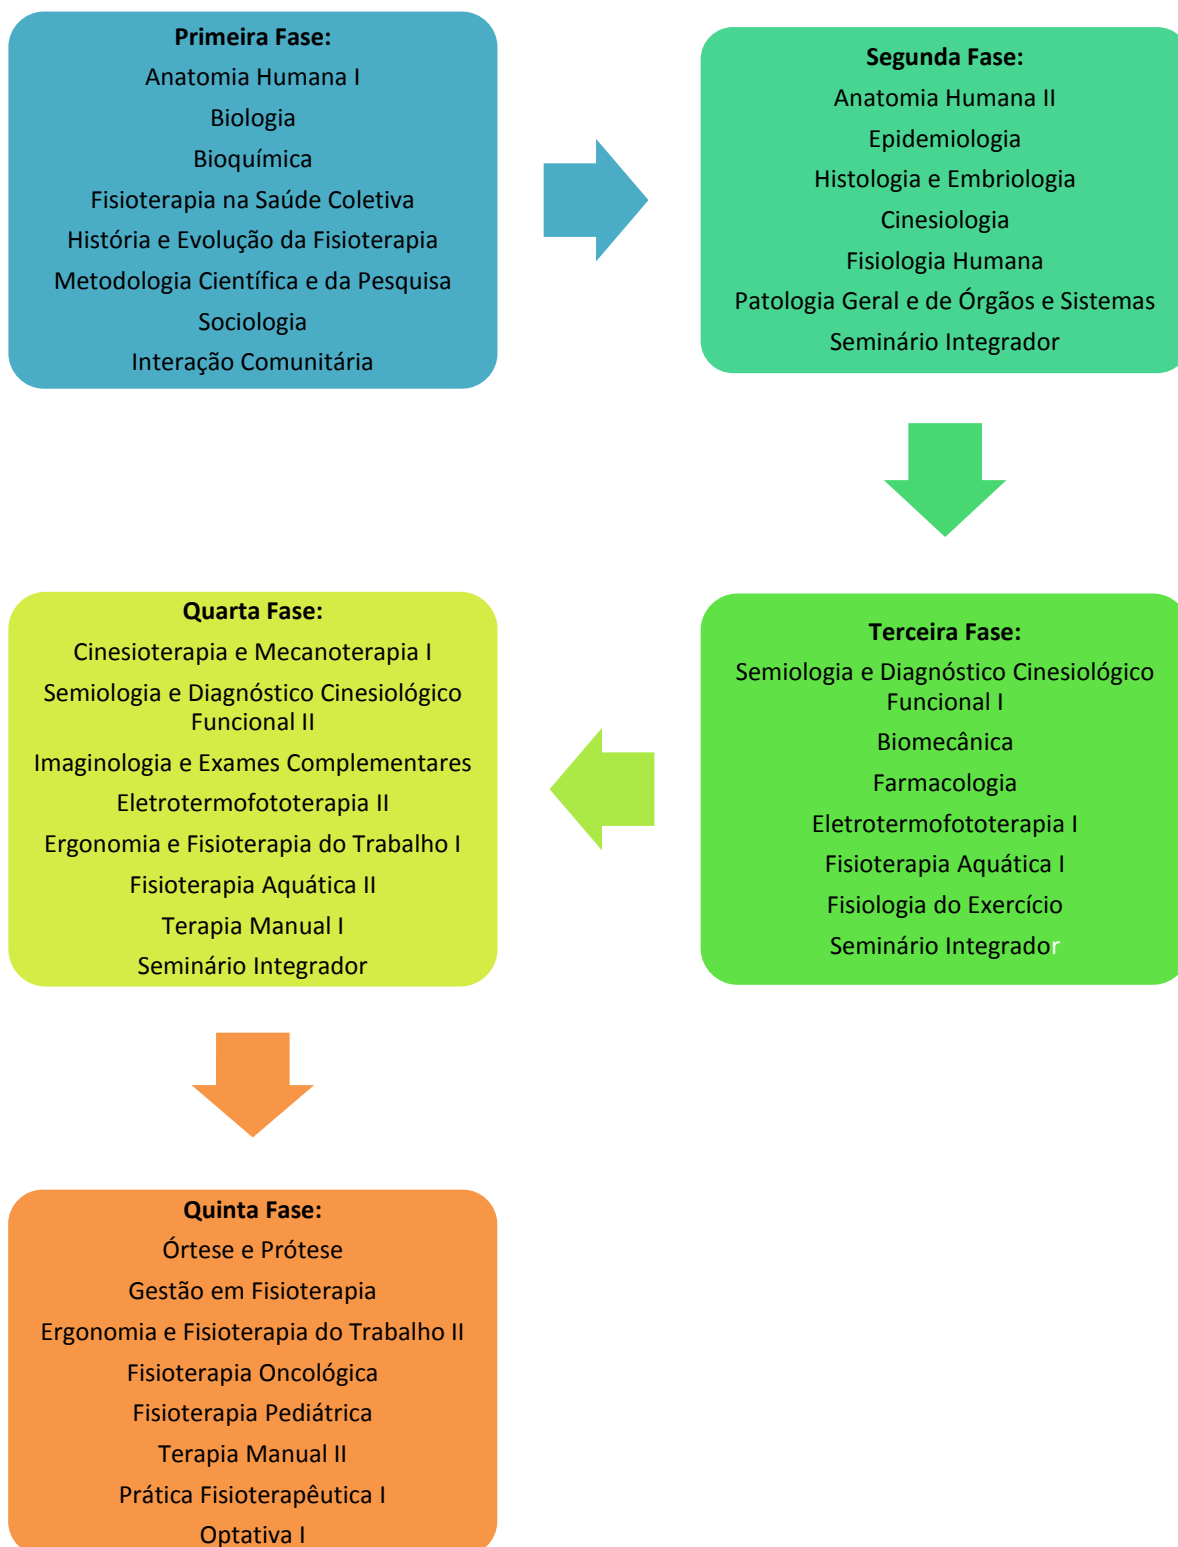 Primeira Fase:
Anatomia Humana I
Biologia
Bioquímica
Fisioterapia na Saúde Coletiva
História e Evolução da Fisioterapia
Metodologia Científica e da Pesquisa
Sociologia
Interação Comunitária
Segunda Fase:
Anatomia Humana II
Epidemiologia
Histologia e Embriologia
Cinesiologia
Fisiologia Humana
Patologia Geral e de Órgãos e Sistemas
Seminário Integrador
Terceira Fase:
Semiologia e Diagnóstico Cinesiológico
Funcional I
Biomecânica
Farmacologia
Eletrotermofototerapia I
Fisioterapia Aquática I
Fisiologia do Exercício
Seminário Integrador
Quarta Fase:
Cinesioterapia e Mecanoterapia I
Semiologia e Diagnóstico Cinesiológico
Funcional II
Imaginologia e Exames Complementares
Eletrotermofototerapia II
Ergonomia e Fisioterapia do Trabalho I
Fisioterapia Aquática II
Terapia Manual I
Seminário Integrador
Quinta Fase:
Órtese e Prótese
Gestão em Fisioterapia
Ergonomia e Fisioterapia do Trabalho II
Fisioterapia Oncológica
Fisioterapia Pediátrica
Terapia Manual II
Prática Fisioterapêutica I
Optativa I